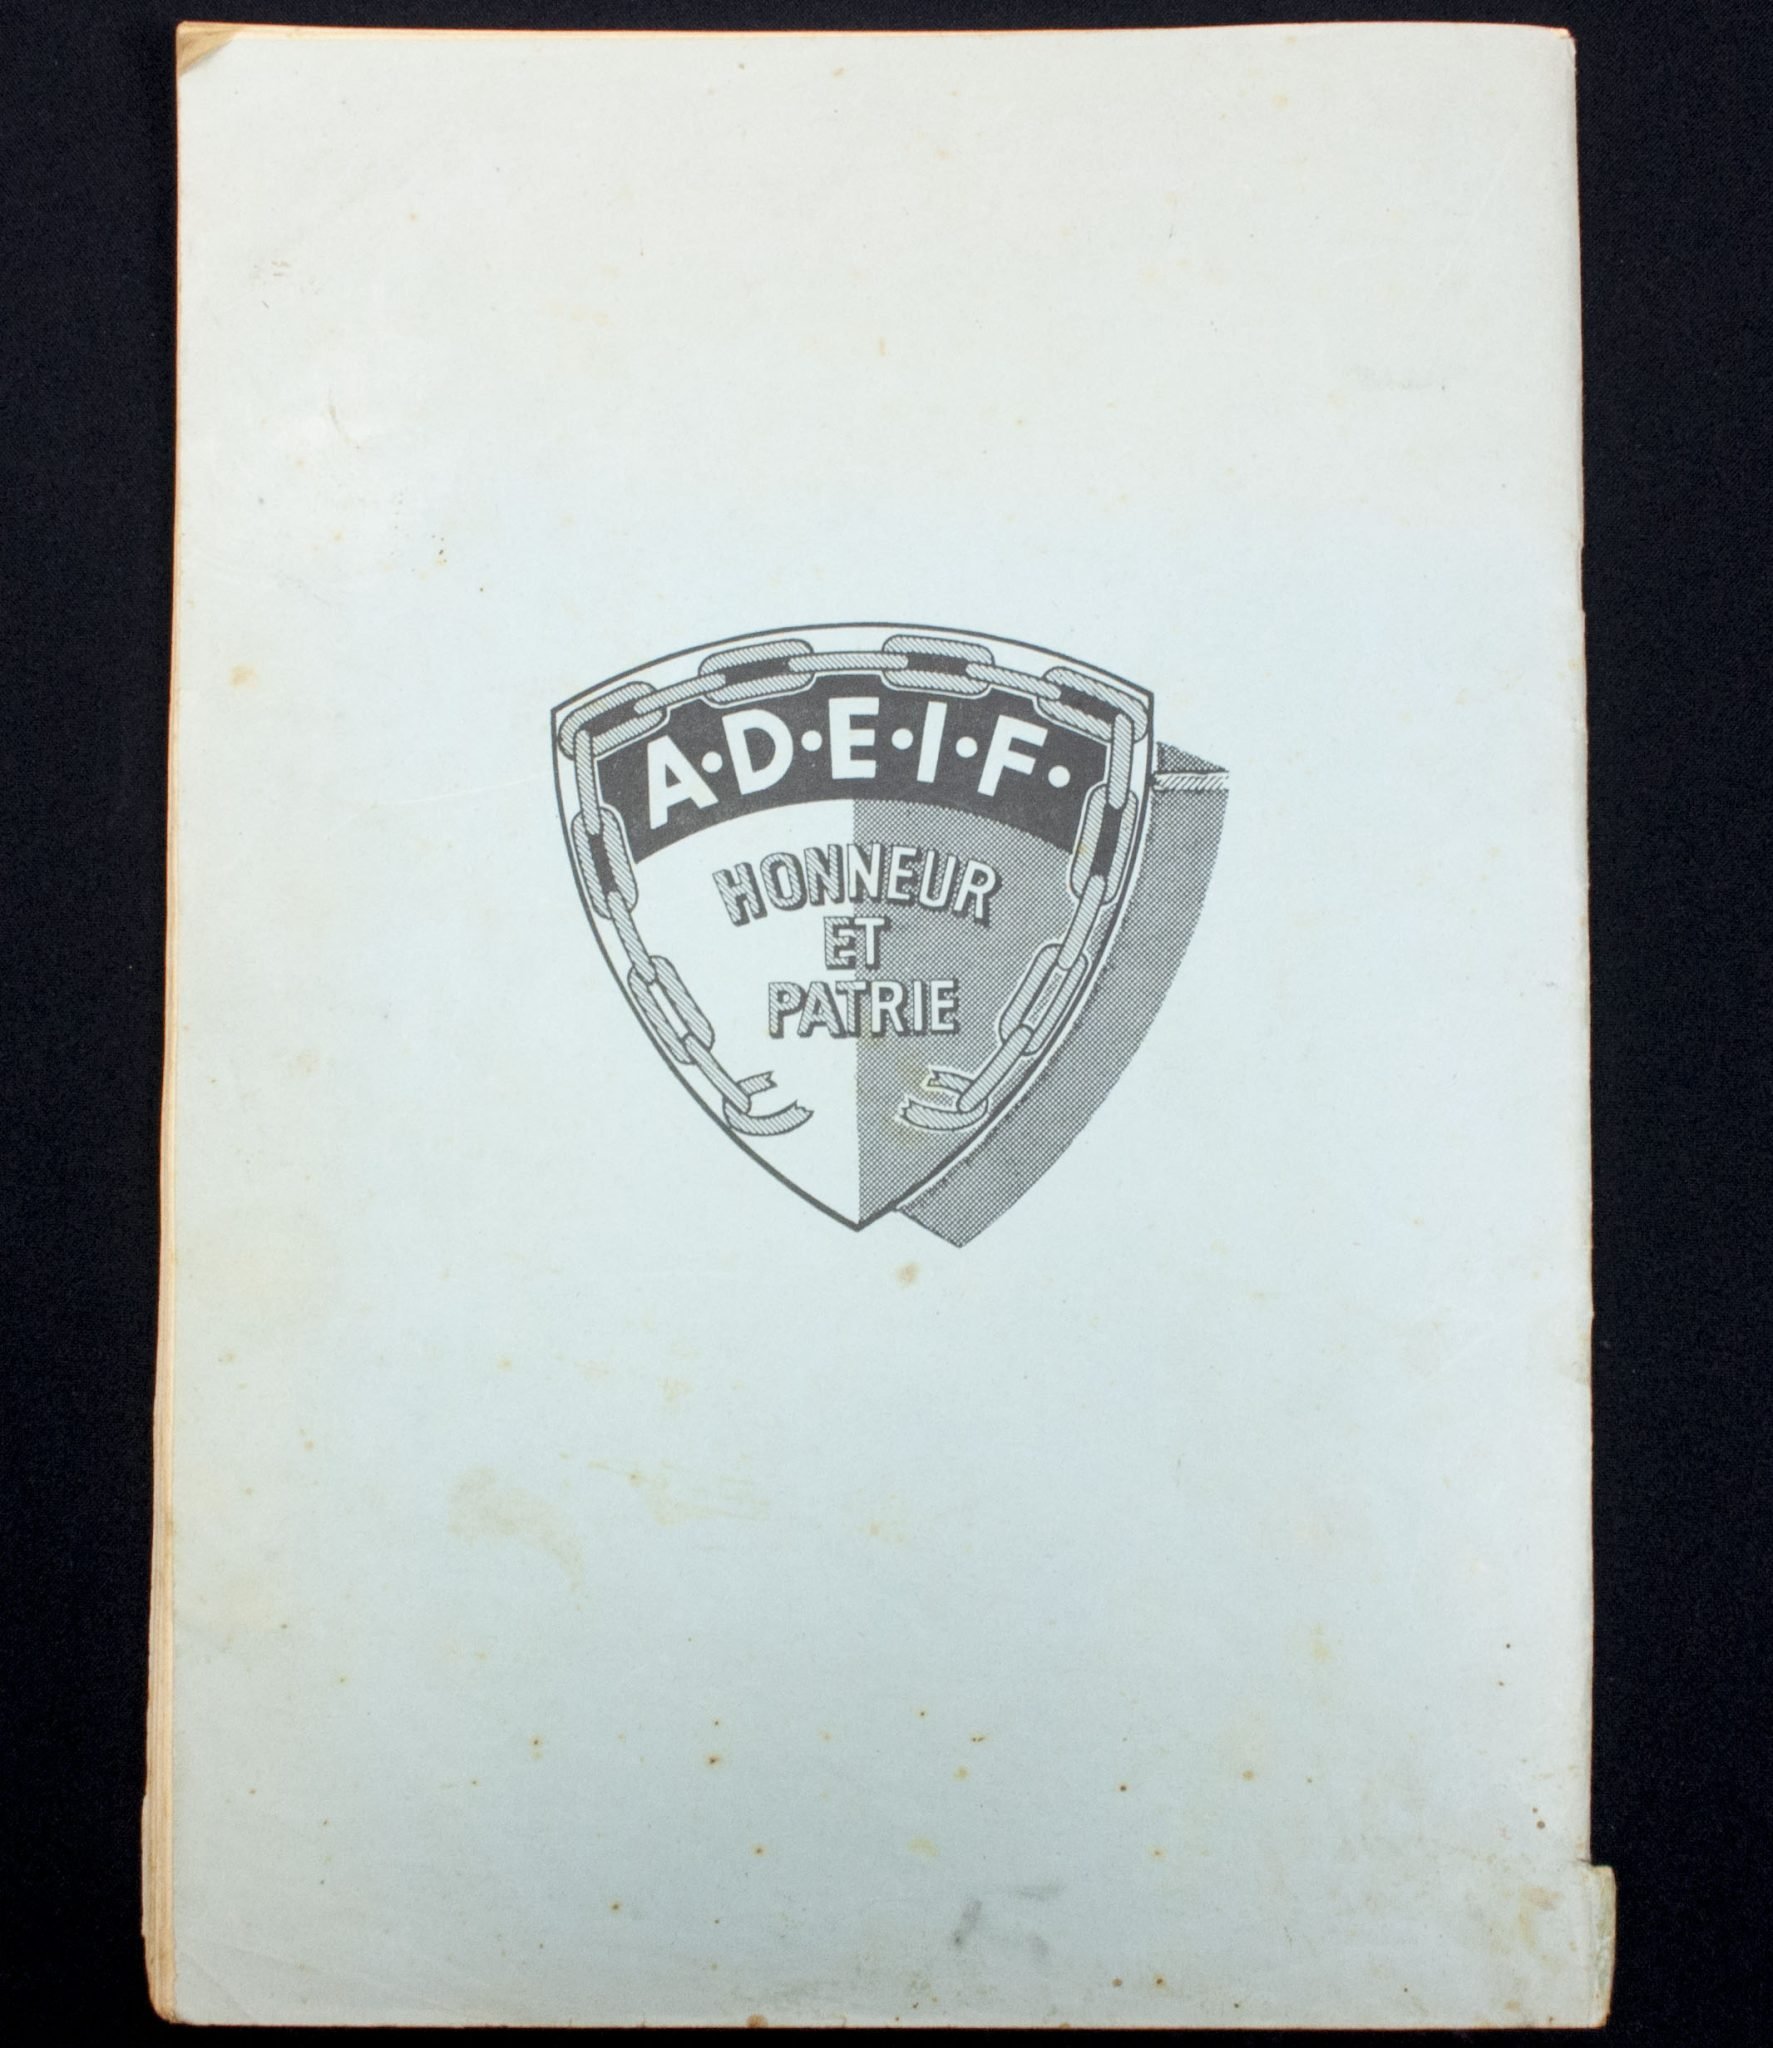 A·D·E·I·F·
HONNEUR
ET
PATRIE